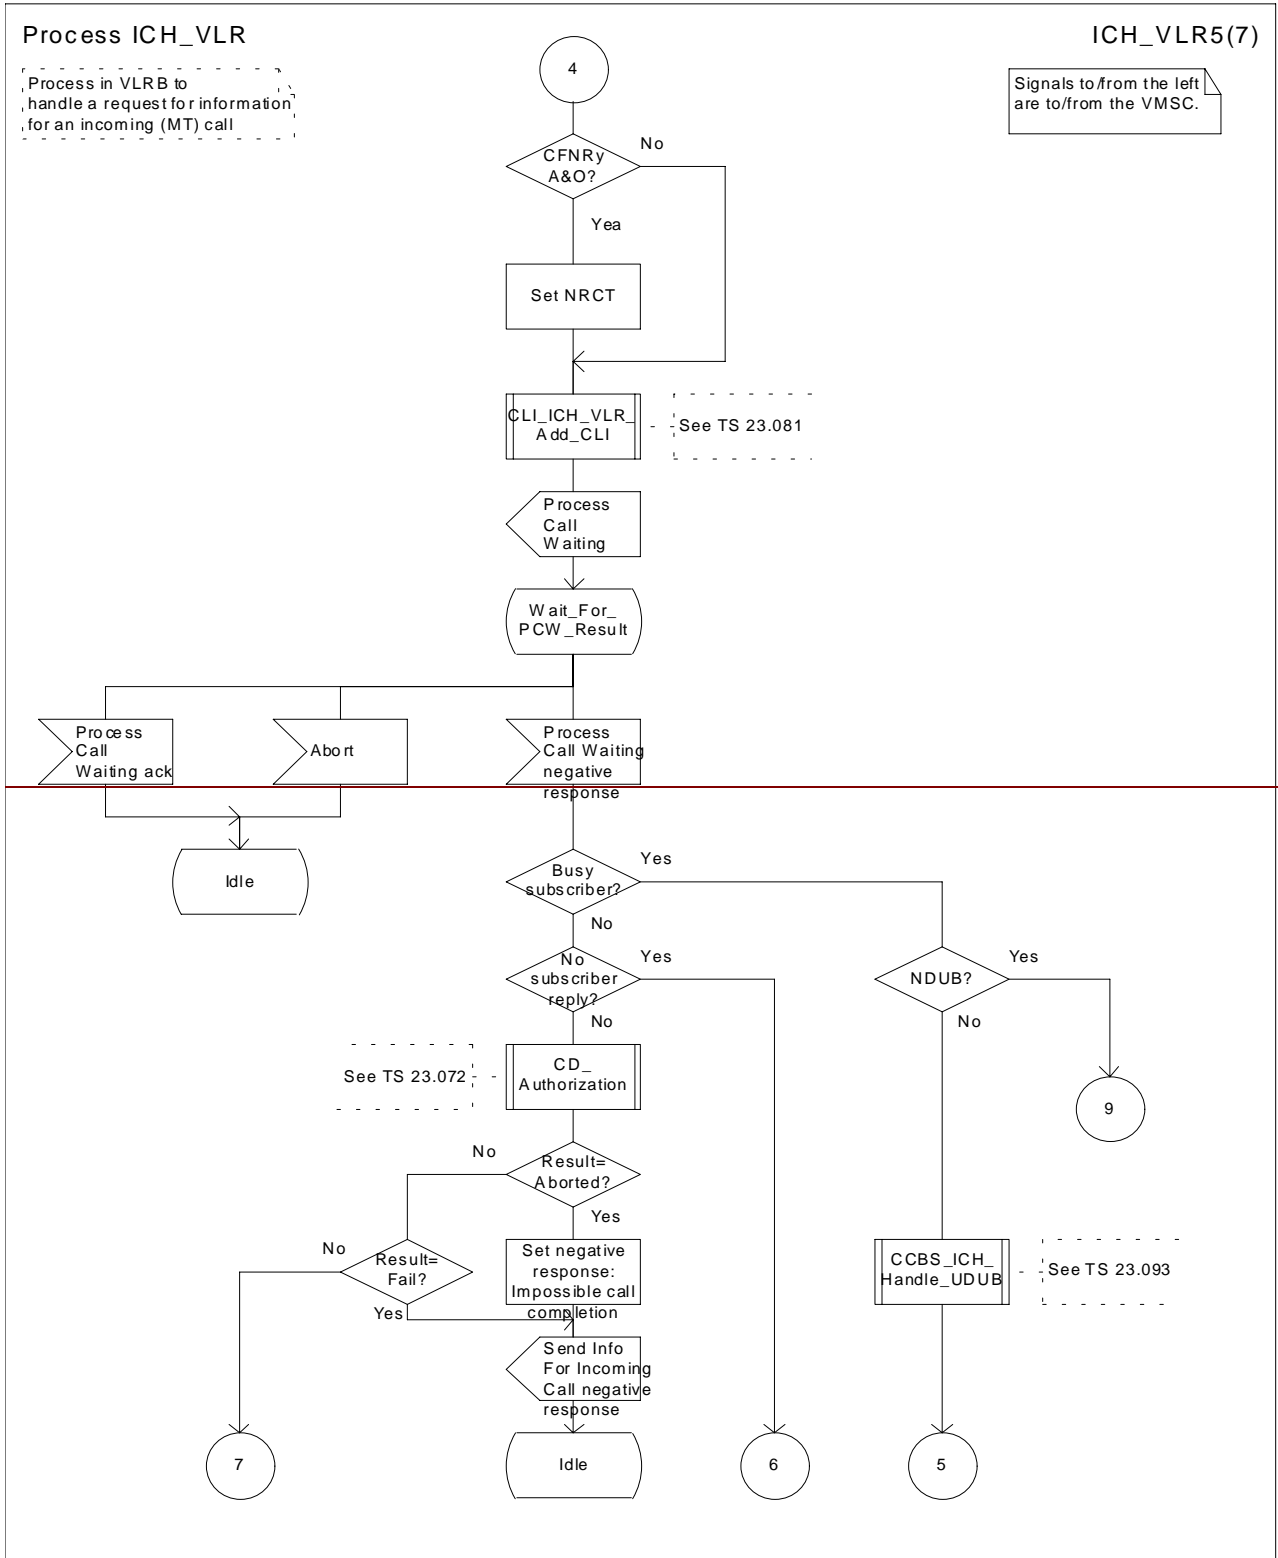 Process ICH_VLR
ICH_VLR5(7)
Process in VLRB to
handle a request for information
for an incoming (MT) call
4
Signals to/from the left
are to/from the VMSC.
CFNRy
A&O?
No
Yea
Set NRCT
CLI_ICH_VLR_
Add_CLI
See TS 23.081
Process
Call
Waiting
Wait_For_
PCW_Result
Process
Call
Waiting ack
Abort
Process
Call Waiting
negative
response
Idle
Busy
subscriber?
Yes
No
No
subscriber
reply?
Yes
No
NDUB?
Yes
No
See TS 23.072
CD_
Authorization
9
Result=
Aborted?
No
Yes
Result=
Fail?
No
Yes
Set negative
response:
Impossible call
completion
CCBS_ICH_
Handle_UDUB
See TS 23.093
Send Info
For Incoming
Call negative
response
7
Idle
6
5